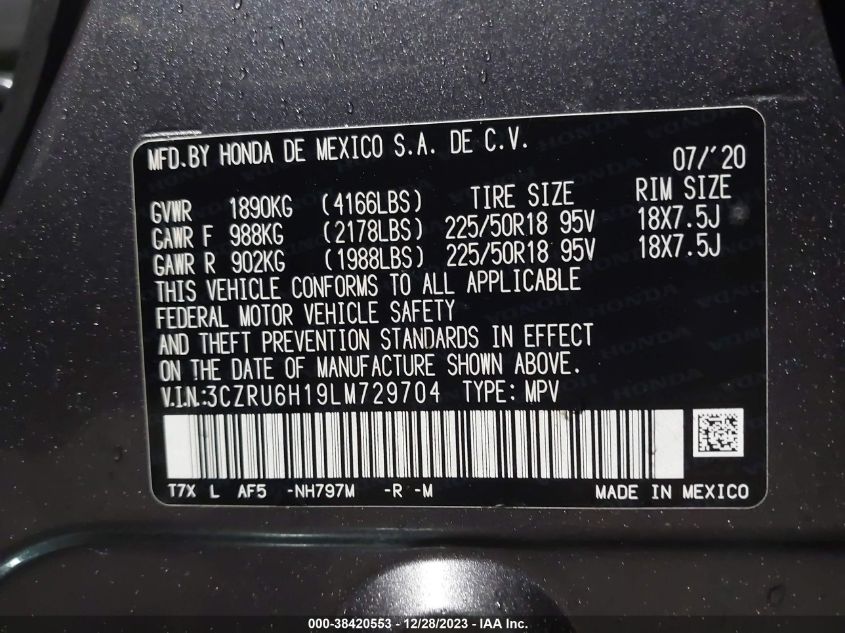 MFD.BY HONDA DE MEXICO S.A. DE C.V.
07/'20
GVWR 1890KG (4166LBS) TIRE SIZE RIM SIZE
GAWR F 988KG (2178LBS) 225/50R18 95V 18X7.5J
GAWR R 902KG (1988LBS) 225/50R18 95V 18X7.5J
THIS VEHICLE CONFORMS TO ALL APPLICABLE
FEDERAL MOTOR VEHICLE SAFETY
AND THEFT PREVENTION STANDARDS IN EFFECT
ON THE DATE OF MANUFACTURE SHOWN ABOVE.
V.I.N.:3CZRU6H19LM729704 TYPE: MPV
T7X L AF5 -NH797M -R -M MADE IN MEXICO
000-38420553 - 12/28/2023 - IAA Inc.